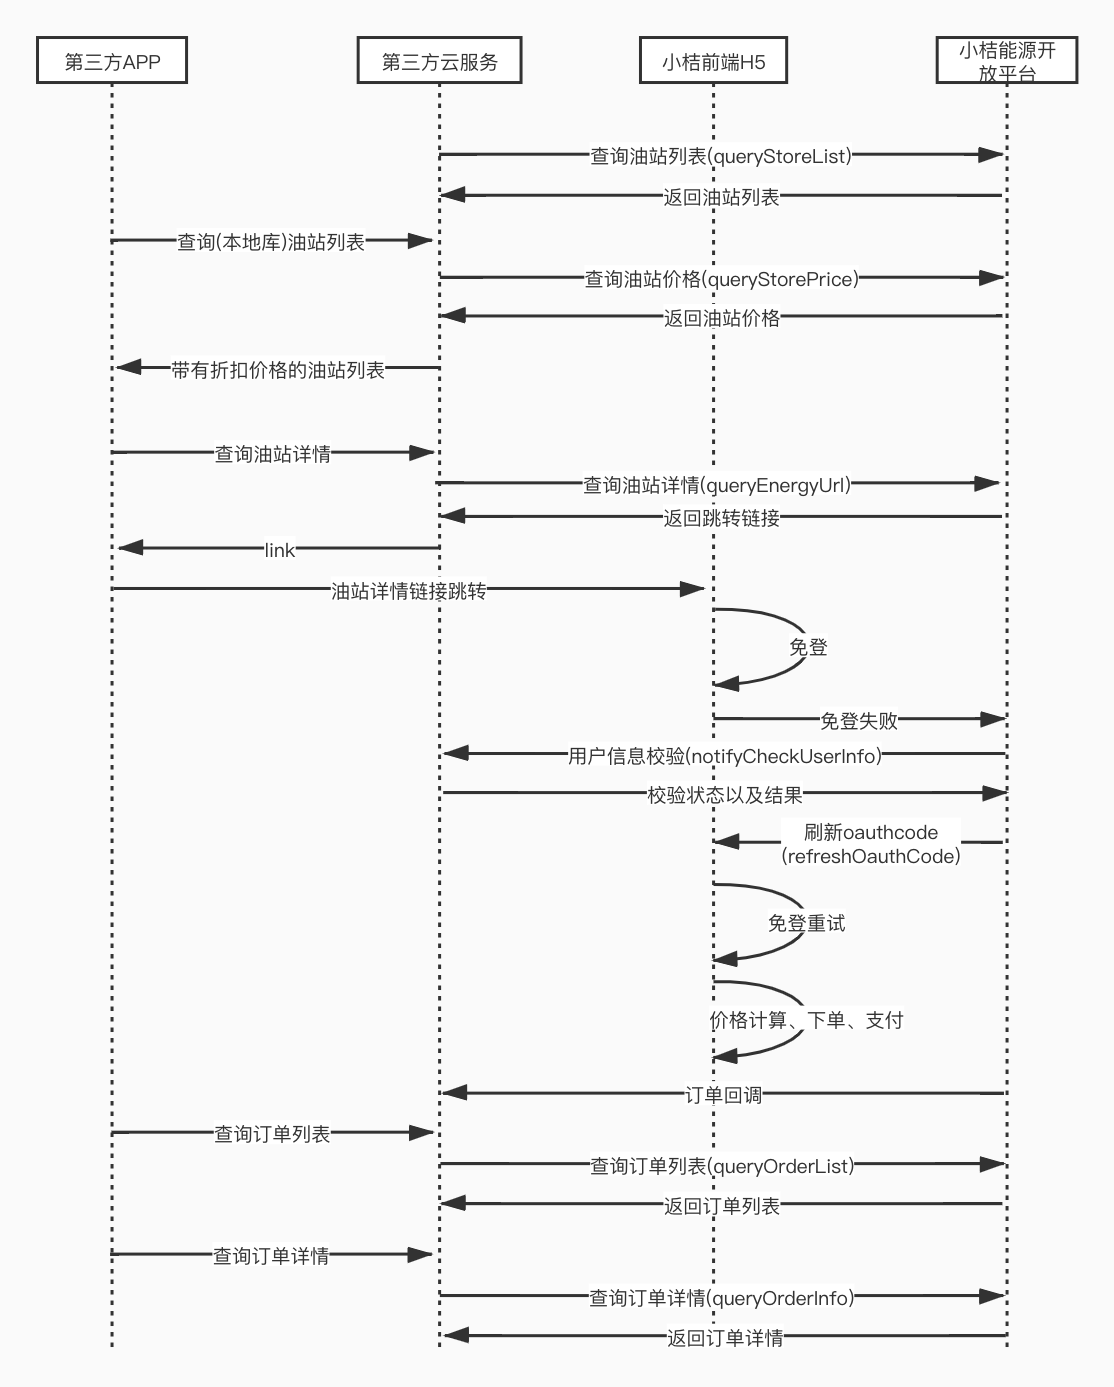 第三方APP
第三方云服务
小桔前端H5
小桔能源开
放平台
查询油站列表(queryStoreList)
返回油站列表
查询(本地库)油站列表
查询油站价格(queryStorePrice)
返回油站价格
带有折扣价格的油站列表
查询油站详情
查询油站详情(queryEnergyUrl)
返回跳转链接
link
油站详情链接跳转
免登
免登失败
用户信息校验(notifyCheckUserInfo)
校验状态以及结果
刷新oauthcode
(refreshOauthCode)
免登重试
价格计算、下单、支付
订单回调
查询订单列表
查询订单列表(queryOrderList)
返回订单列表
查询订单详情
查询订单详情(queryOrderInfo)
返回订单详情